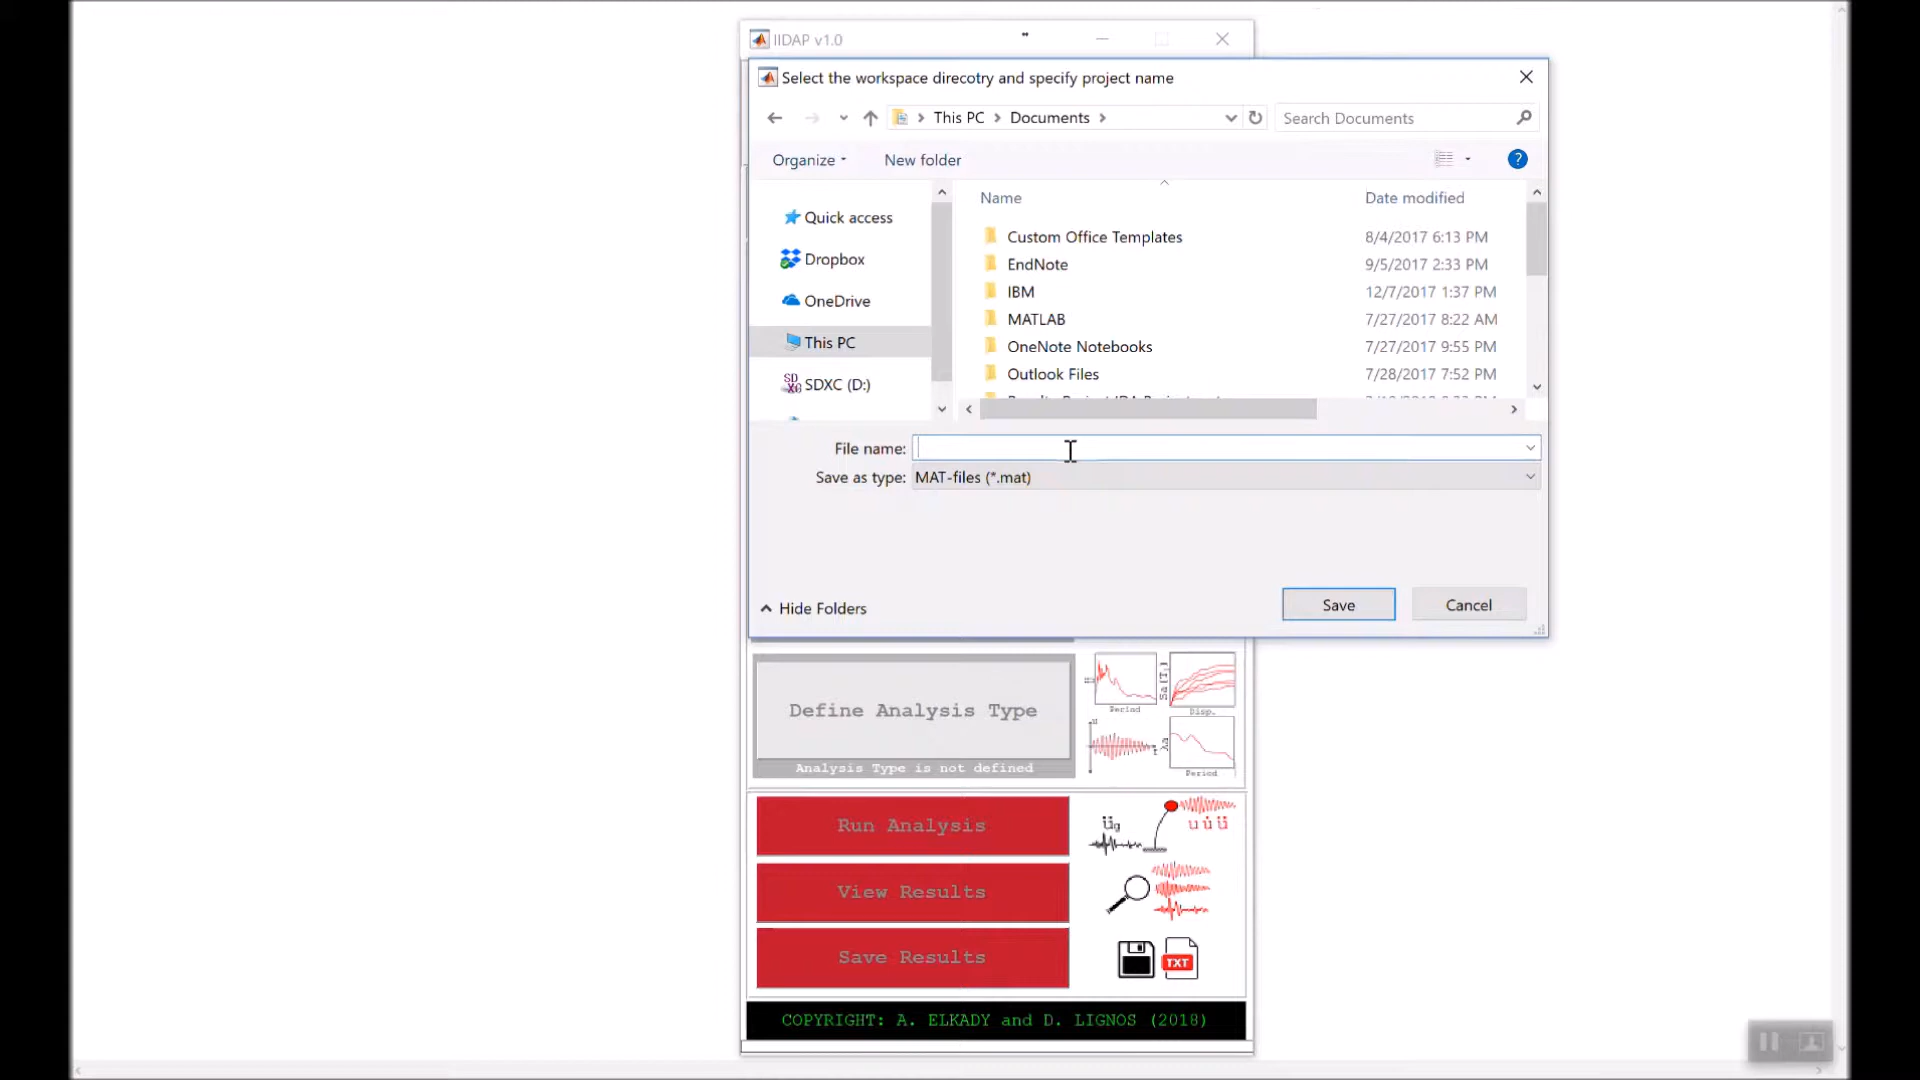 IIDAP v1.0
Select the workspace direcotry and specify project name
This PC
Documents
Search Documents
Organize
New folder
Name
Date modified
Quick access
Dropbox
OneDrive
This PC
SDXC (D:)
Custom Office Templates
8/4/2017 6:13 PM
EndNote
9/5/2017 2:33 PM
IBM
12/7/2017 1:37 PM
MATLAB
7/27/2017 8:22 AM
OneNote Notebooks
7/27/2017 9:55 PM
Outlook Files
7/28/2017 7:52 PM
File name:
Save as type:
MAT-files (*.mat)
Hide Folders
Save
Cancel
Define Analysis Type
Analysis Type is not defined
Period
Disp.
Period
Run Analysis
üg
u u̇ ü
View Results
Save Results
TXT
COPYRIGHT: A. ELKADY and D. LIGNOS (2018)